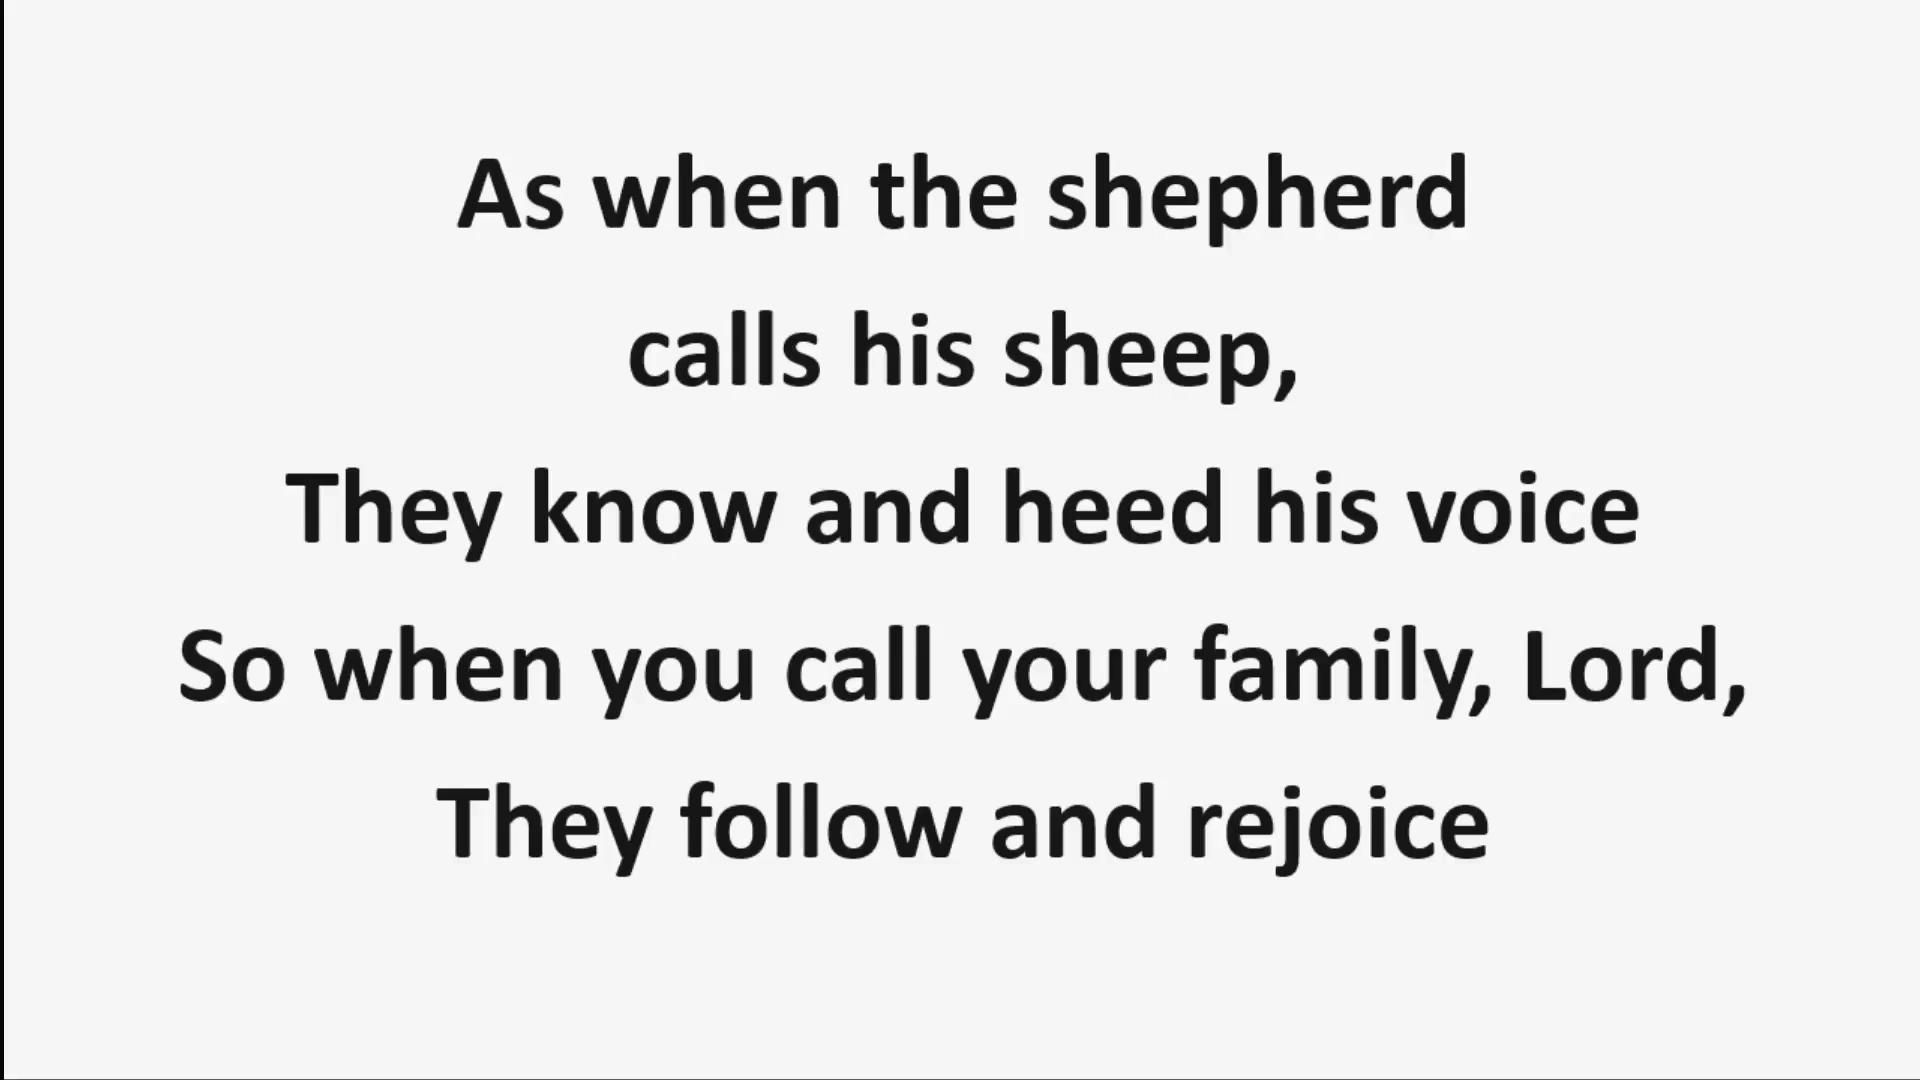 As when the shepherd
calls his sheep,
They know and heed his voice
So when you call your family, Lord,
They follow and rejoice